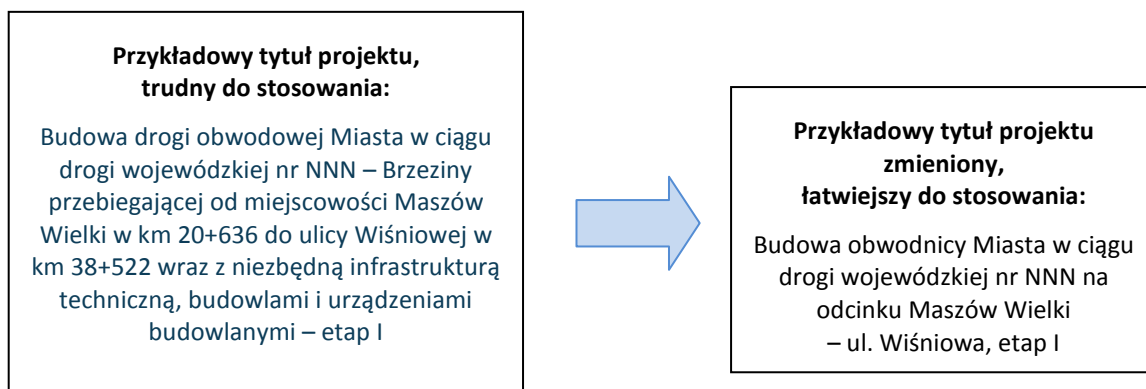 Przykładowy tytuł projektu,
trudny do stosowania:
Budowa drogi obwodowej Miasta w ciągu
drogi wojewódzkiej nr NNN – Brzeziny
przebiegającej od miejscowości Maszów
Wielki w km 20+636 do ulicy Wiśniowej w
km 38+522 wraz z niezbędną infrastrukturą
techniczną, budowlami i urządzeniami
budowlanymi – etap I
Przykładowy tytuł projektu
zmieniony,
łatwiejszy do stosowania:
Budowa obwodnicy Miasta w ciągu
drogi wojewódzkiej nr NNN na
odcinku Maszów Wielki
– ul. Wiśniowa, etap I